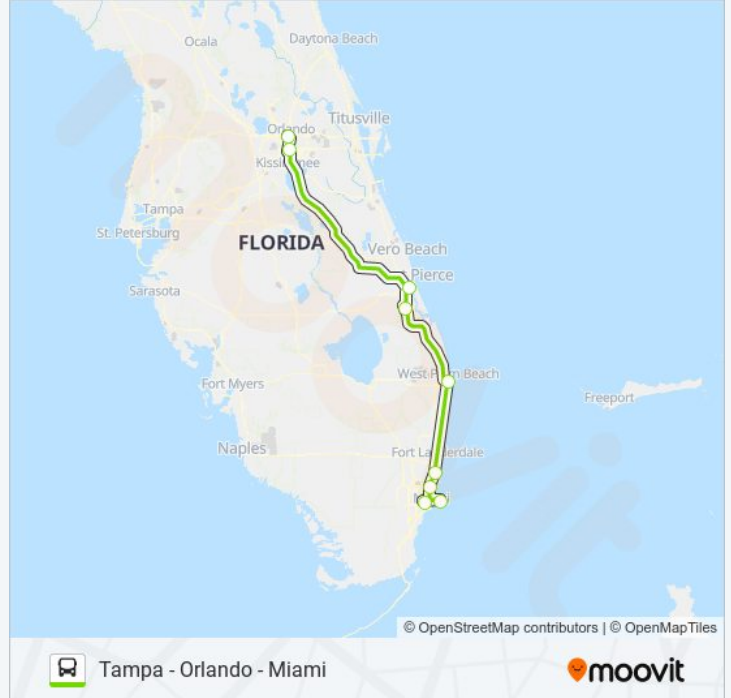 Ocala
Daytona Beach
Titusville
Orlando
Kissimmee
Tampa
St. Petersburg
FLORIDA
Vero Beach
Pierce
Sarasota
West Palm Beach
Fort Myers
Freeport
Naples
Fort Lauderdale
moovit
© OpenStreetMap contributors | © OpenMapTiles
Tampa - Orlando - Miami
moovit